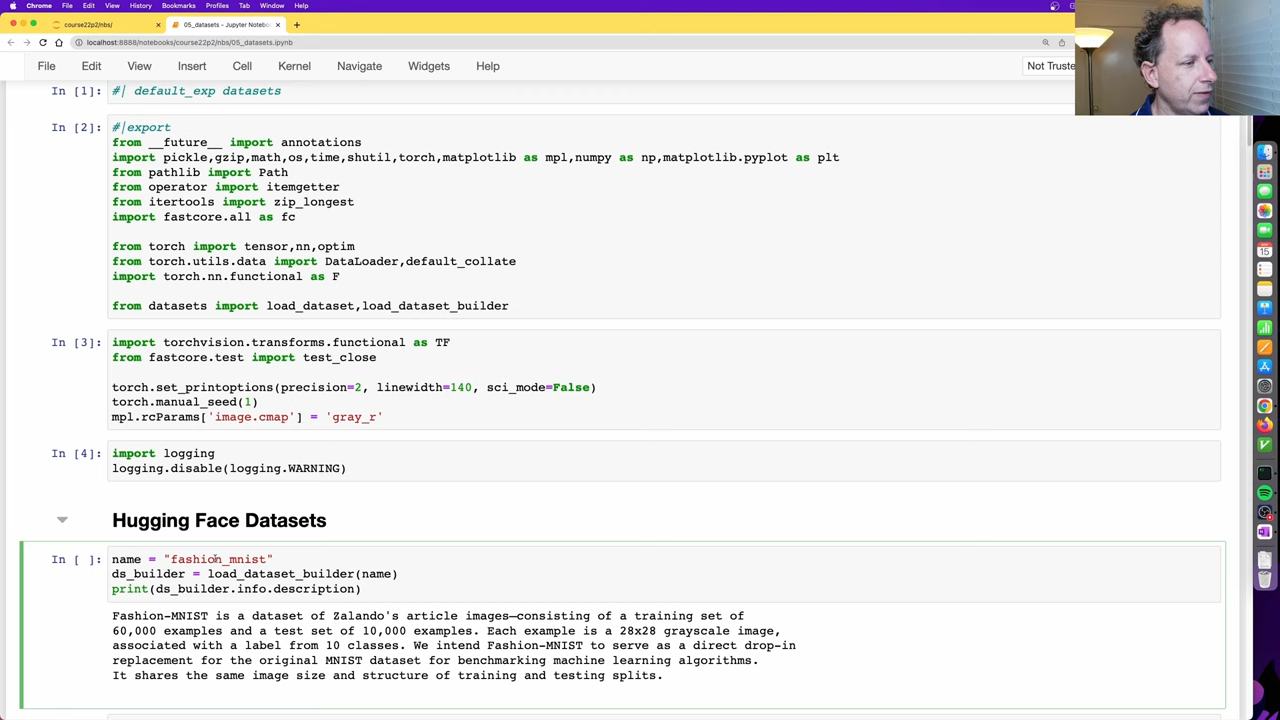 Chrome File Edit View History Bookmarks Profiles Tab Window Help
course22p2/nbs/ × 05_datasets - Jupyter Notebo × +
localhost:8888/notebooks/course22p2/nbs/05_datasets.ipynb
File Edit View Insert Cell Kernel Navigate Widgets Help Not Truste
In [1]: #| default_exp datasets
In [2]: #|export
from __future__ import annotations
import pickle,gzip,math,os,time,shutil,torch,matplotlib as mpl,numpy as np,matplotlib.pyplot as plt
from pathlib import Path
from operator import itemgetter
from itertools import zip_longest
import fastcore.all as fc
from torch import tensor,nn,optim
from torch.utils.data import DataLoader,default_collate
import torch.nn.functional as F
from datasets import load_dataset,load_dataset_builder
In [3]: import torchvision.transforms.functional as TF
from fastcore.test import test_close
torch.set_printoptions(precision=2, linewidth=140, sci_mode=False)
torch.manual_seed(1)
mpl.rcParams['image.cmap'] = 'gray_r'
In [4]: import logging
logging.disable(logging.WARNING)
Hugging Face Datasets
In [ ]: name = "fashion_mnist"
ds_builder = load_dataset_builder(name)
print(ds_builder.info.description)
Fashion-MNIST is a dataset of Zalando's article images—consisting of a training set of
60,000 examples and a test set of 10,000 examples. Each example is a 28x28 grayscale image,
associated with a label from 10 classes. We intend Fashion-MNIST to serve as a direct drop-in
replacement for the original MNIST dataset for benchmarking machine learning algorithms.
It shares the same image size and structure of training and testing splits.
15